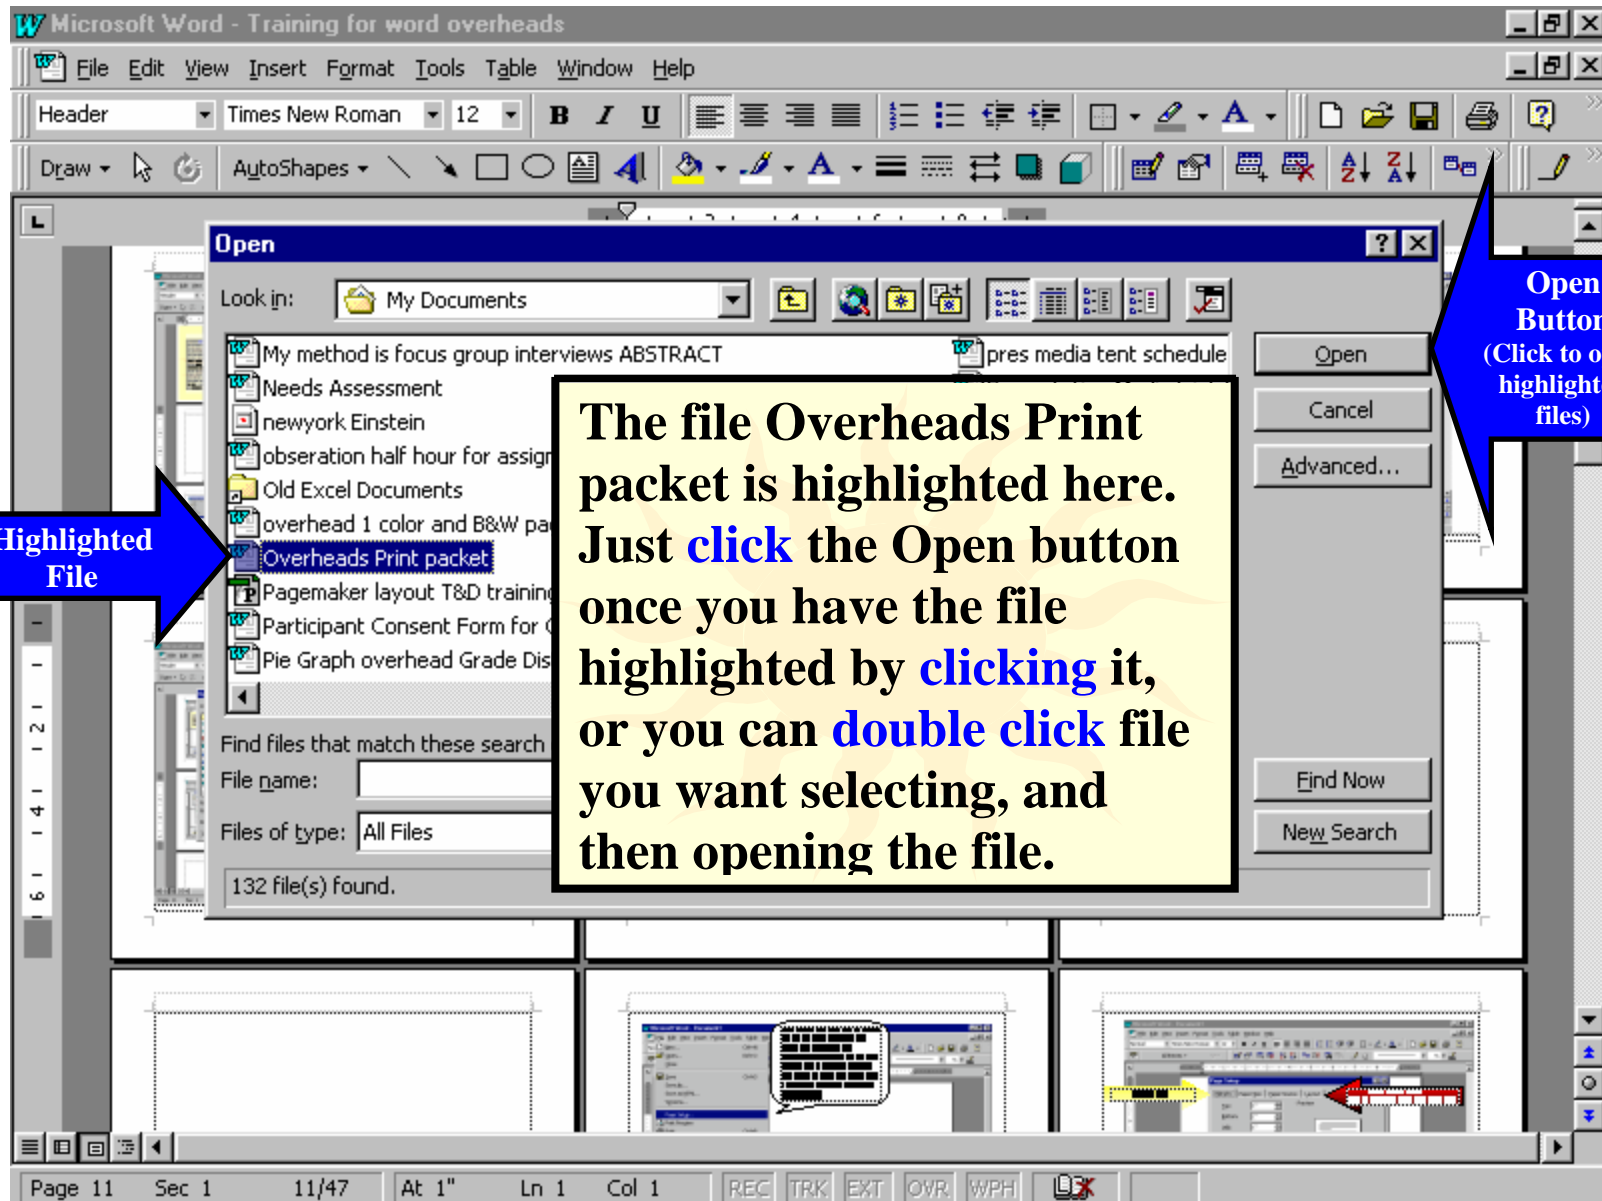 Microsoft Word - Training for word overheads
File Edit View Insert Format Tools Table Window Help
Header Times New Roman 12 B I U
Draw AutoShapes
Open
Look in: My Documents
My method is focus group interviews ABSTRACT
pres media tent schedule
Needs Assessment
newyork Einstein
obseration half hour for assign
Old Excel Documents
overhead 1 color and B&W pa
Overheads Print packet
Pagemaker layout T&D training
Participant Consent Form for
Pie Graph overhead Grade Dis
Open
Cancel
Advanced...
Find files that match these search
File name:
Files of type: All Files
Find Now
New Search
132 file(s) found.
The file Overheads Print
packet is highlighted here.
Just click the Open button
once you have the file
highlighted by clicking it,
or you can double click file
you want selecting, and
then opening the file.
Highlighted
File
Open
Button
(Click to o
highlight
files)
Page 11 Sec 1 11/47 At 1" Ln 1 Col 1 REC TRK EXT OVR WPH